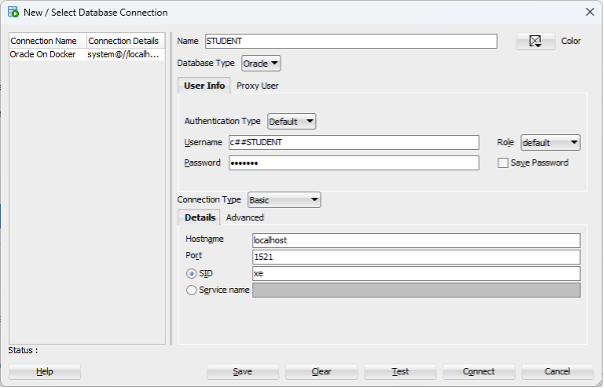 New / Select Database Connection
Connection Name Connection Details
Oracle On Docker system@//localh...
Name STUDENT Color
Database Type Oracle
User Info Proxy User
Authentication Type Default
Username c##STUDENT Role default
Password ••••••• Save Password
Connection Type Basic
Details Advanced
Hostname localhost
Port 1521
SID xe
Service name
Status :
Help Save Clear Test Connect Cancel